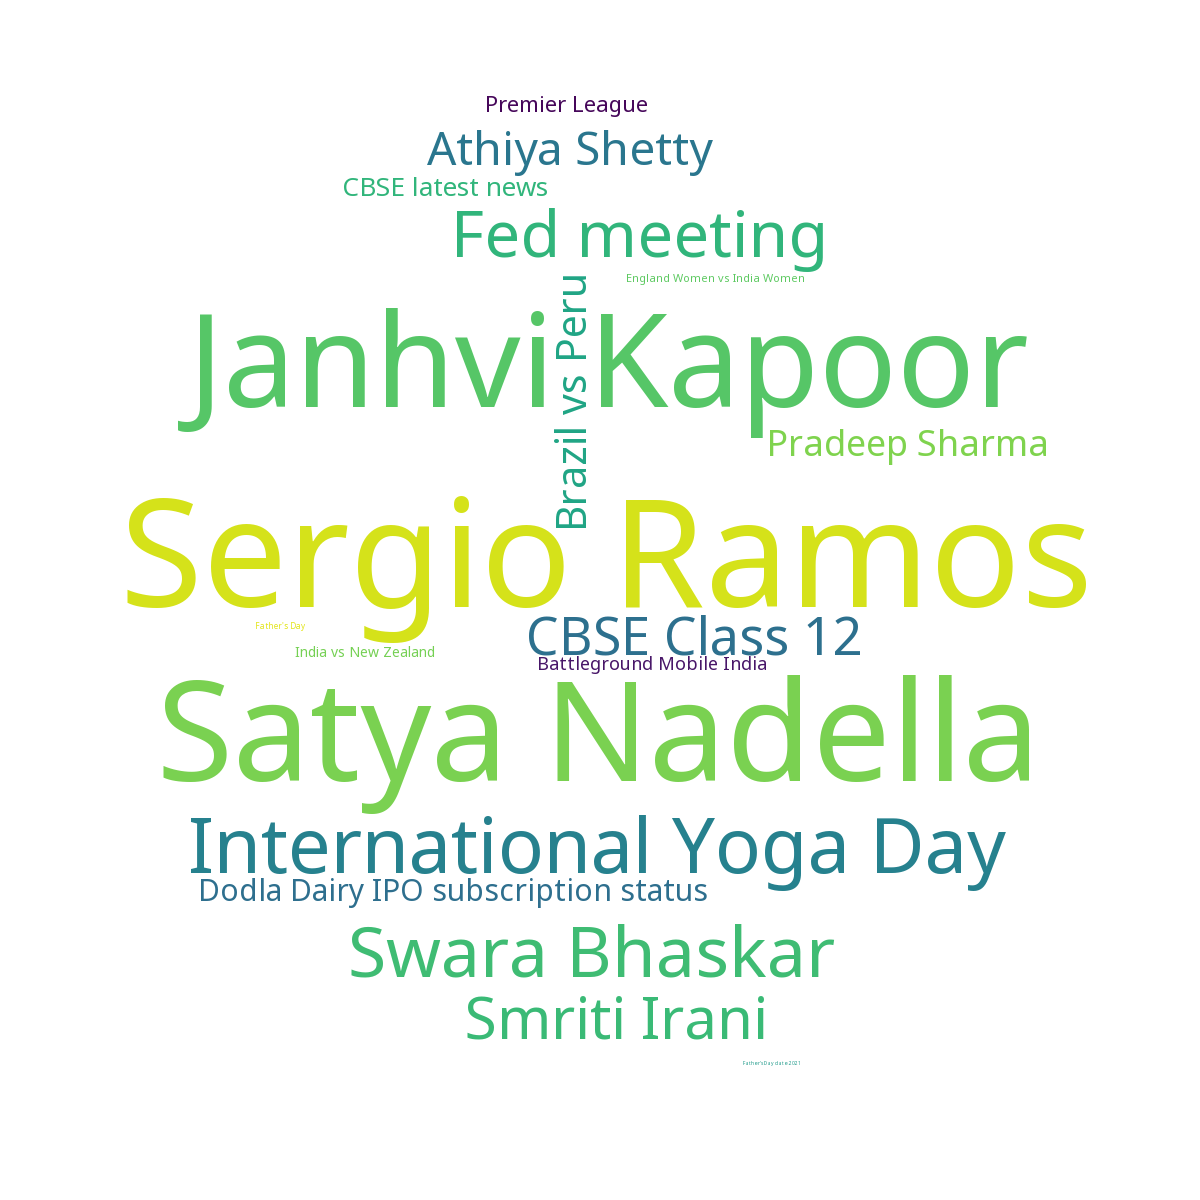 Premier League
Athiya Shetty
CBSE latest news
Fed meeting
England Women vs India Women
Brazil vs Peru
Janhvi Kapoor
Pradeep Sharma
Sergio Ramos
Father's Day
CBSE Class 12
India vs New Zealand
Battleground Mobile India
Satya Nadella
International Yoga Day
Dodla Dairy IPO subscription status
Swara Bhaskar
Smriti Irani
Father'sDay date 2021